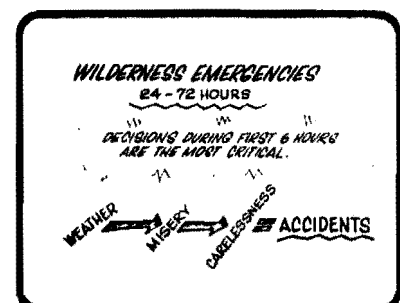 WILDERNESS EMERGENCIES
24-72 HOURS
DECISIONS DURING FIRST 6 HOURS
ARE THE MOST CRITICAL.
WEATHER MISERY CARELESSNESS = ACCIDENTS